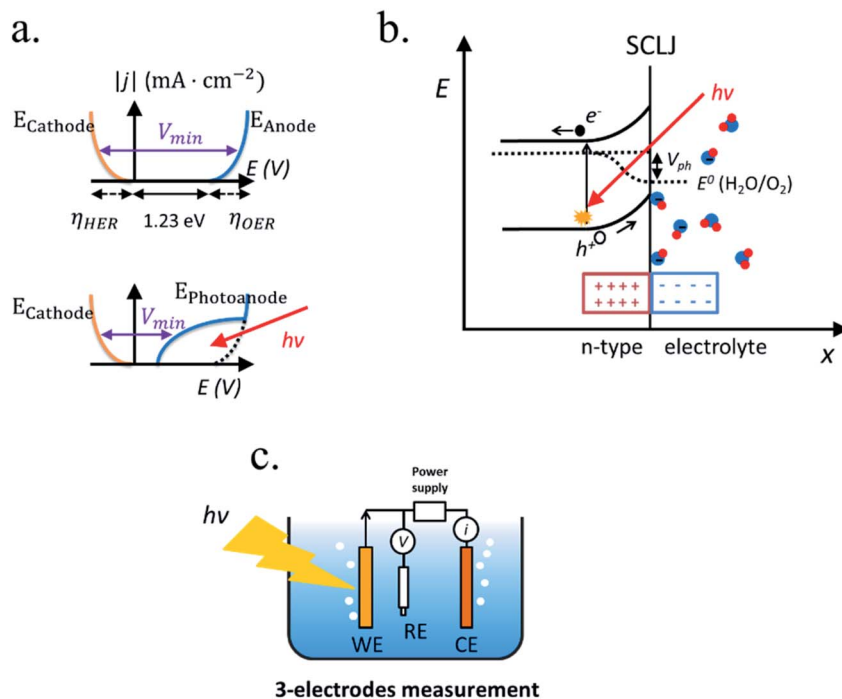 a.
|j| (mA · cm⁻²)
E_Cathode
V_min
E_Anode
E (V)
η_HER
1.23 eV
η_OER
E_Cathode
V_min
E_Photoanode
hν
E (V)
b.
SCLJ
E
e⁻
hν
V_ph
E⁰ (H₂O/O₂)
h⁺
+ + + +
- - - -
+ + + +
- - - -
n-type
electrolyte
x
c.
Power
supply
hν
V
i
WE
RE
CE
3-electrodes measurement